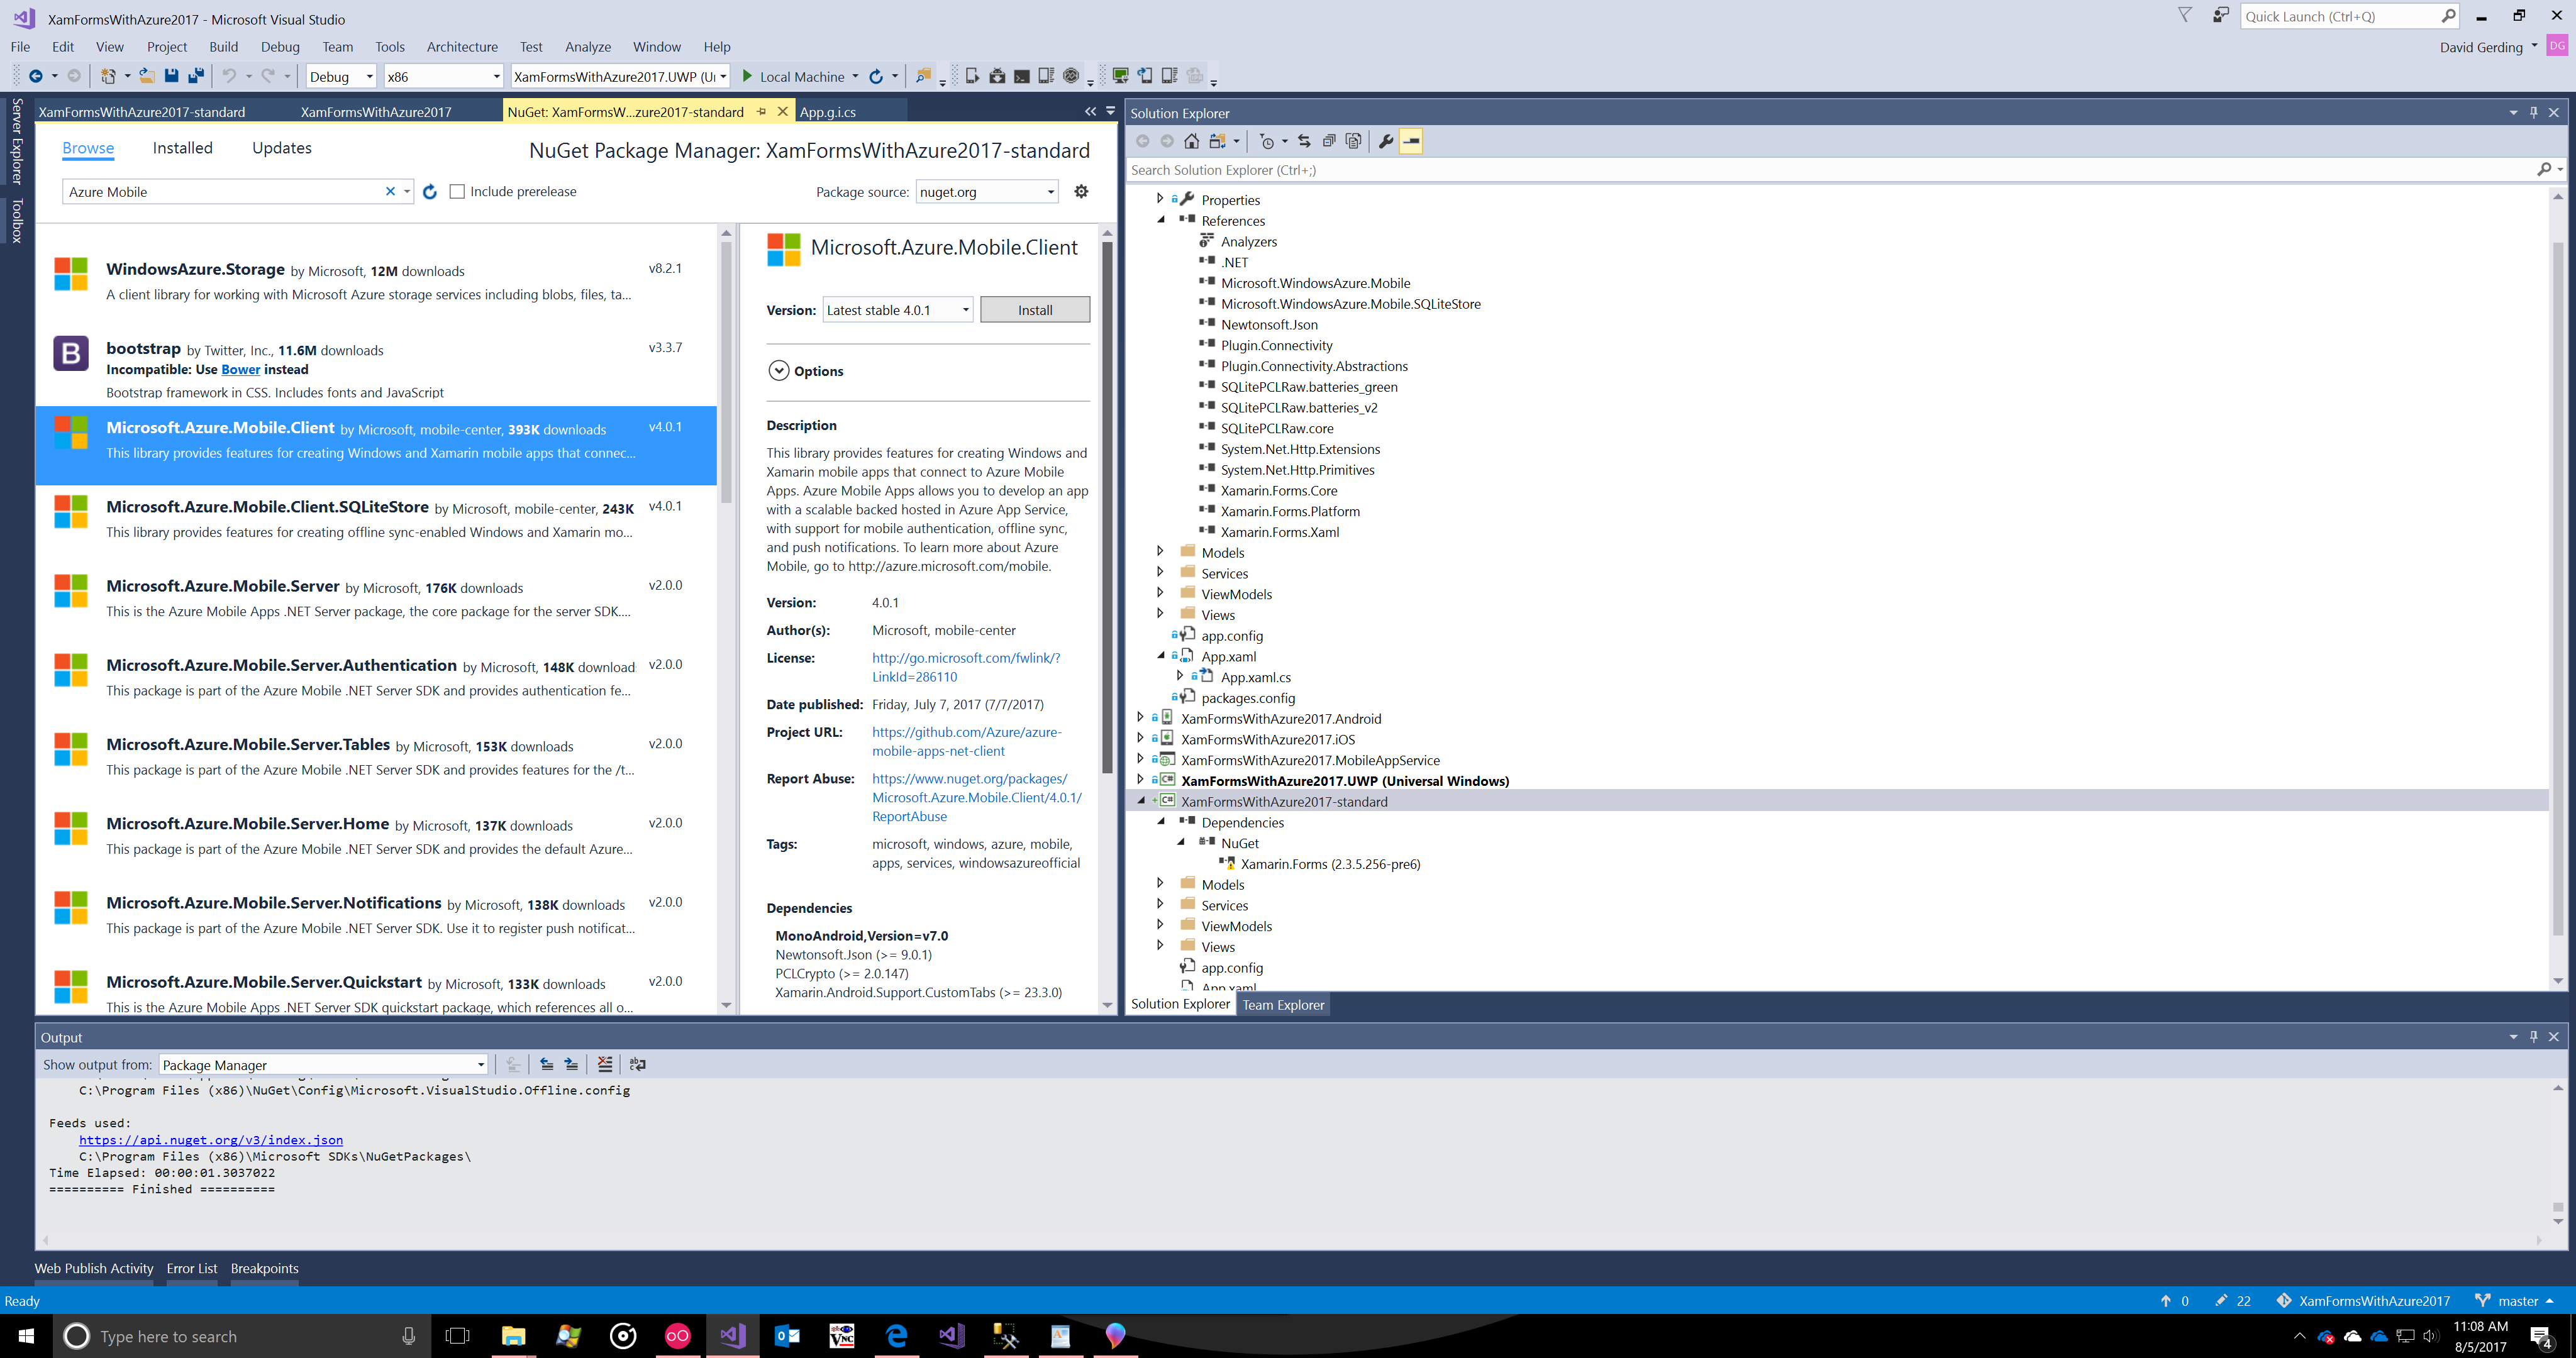 XamFormsWithAzure2017 - Microsoft Visual Studio
Quick Launch (Ctrl+Q)
File Edit View Project Build Debug Team Tools Architecture Test Analyze Window Help
David Gerding
DG
Debug x86 XamFormsWithAzure2017.UWP (U Local Machine
Server Explorer
Toolbox
XamFormsWithAzure2017-standard XamFormsWithAzure2017 NuGet: XamFormsW...zure2017-standard App.g.i.cs
Browse Installed Updates
NuGet Package Manager: XamFormsWithAzure2017-standard
Azure Mobile
Include prerelease
Package source: nuget.org
WindowsAzure.Storage by Microsoft, 12M downloads v8.2.1
A client library for working with Microsoft Azure storage services including blobs, files, ta...
B
bootstrap by Twitter, Inc., 11.6M downloads v3.3.7
Incompatible: Use Bower instead
Bootstrap framework in CSS. Includes fonts and JavaScript
Microsoft.Azure.Mobile.Client by Microsoft, mobile-center, 393K downloads v4.0.1
This library provides features for creating Windows and Xamarin mobile apps that connec...
Microsoft.Azure.Mobile.Client.SQLiteStore by Microsoft, mobile-center, 243K v4.0.1
This library provides features for creating offline sync-enabled Windows and Xamarin mo...
Microsoft.Azure.Mobile.Server by Microsoft, 176K downloads v2.0.0
This is the Azure Mobile Apps .NET Server package, the core package for the server SDK....
Microsoft.Azure.Mobile.Server.Authentication by Microsoft, 148K download v2.0.0
This package is part of the Azure Mobile .NET Server SDK and provides authentication fe...
Microsoft.Azure.Mobile.Server.Tables by Microsoft, 153K downloads v2.0.0
This package is part of the Azure Mobile .NET Server SDK and provides features for the /t...
Microsoft.Azure.Mobile.Server.Home by Microsoft, 137K downloads v2.0.0
This package is part of the Azure Mobile .NET Server SDK and provides the default Azure...
Microsoft.Azure.Mobile.Server.Notifications by Microsoft, 138K downloads v2.0.0
This package is part of the Azure Mobile .NET Server SDK. Use it to register push notificat...
Microsoft.Azure.Mobile.Server.Quickstart by Microsoft, 133K downloads v2.0.0
This is the Azure Mobile Apps .NET Server SDK quickstart package, which references all o...
Microsoft.Azure.Mobile.Client
Version: Latest stable 4.0.1 Install
Options
Description
This library provides features for creating Windows and
Xamarin mobile apps that connect to Azure Mobile
Apps. Azure Mobile Apps allows you to develop an app
with a scalable backed hosted in Azure App Service,
with support for mobile authentication, offline sync,
and push notifications. To learn more about Azure
Mobile, go to http://azure.microsoft.com/mobile.
Version: 4.0.1
Author(s): Microsoft, mobile-center
License: http://go.microsoft.com/fwlink/?
LinkId=286110
Date published: Friday, July 7, 2017 (7/7/2017)
Project URL: https://github.com/Azure/azure-
mobile-apps-net-client
Report Abuse: https://www.nuget.org/packages/
Microsoft.Azure.Mobile.Client/4.0.1/
ReportAbuse
Tags: microsoft, windows, azure, mobile,
apps, services, windowsazureofficial
Dependencies
MonoAndroid,Version=v7.0
Newtonsoft.Json (>= 9.0.1)
PCLCrypto (>= 2.0.147)
Xamarin.Android.Support.CustomTabs (>= 23.3.0)
Solution Explorer
Search Solution Explorer (Ctrl+;)
Properties
References
Analyzers
.NET
Microsoft.WindowsAzure.Mobile
Microsoft.WindowsAzure.Mobile.SQLiteStore
Newtonsoft.Json
Plugin.Connectivity
Plugin.Connectivity.Abstractions
SQLitePCLRaw.batteries_green
SQLitePCLRaw.batteries_v2
SQLitePCLRaw.core
System.Net.Http.Extensions
System.Net.Http.Primitives
Xamarin.Forms.Core
Xamarin.Forms.Platform
Xamarin.Forms.Xaml
Models
Services
ViewModels
Views
app.config
App.xaml
App.xaml.cs
packages.config
XamFormsWithAzure2017.Android
XamFormsWithAzure2017.iOS
XamFormsWithAzure2017.MobileAppService
XamFormsWithAzure2017.UWP (Universal Windows)
XamFormsWithAzure2017-standard
Dependencies
NuGet
Xamarin.Forms (2.3.5.256-pre6)
Models
Services
ViewModels
Views
app.config
App.xaml
Solution Explorer Team Explorer
Output
Show output from: Package Manager
C:\Program Files (x86)\NuGet\Config\Microsoft.VisualStudio.Offline.config
Feeds used:
https://api.nuget.org/v3/index.json
C:\Program Files (x86)\Microsoft SDKs\NuGetPackages\
Time Elapsed: 00:00:01.3037022
========== Finished ==========
Web Publish Activity Error List Breakpoints
Ready
0 22 XamFormsWithAzure2017 master
Type here to search
11:08 AM
8/5/2017
4